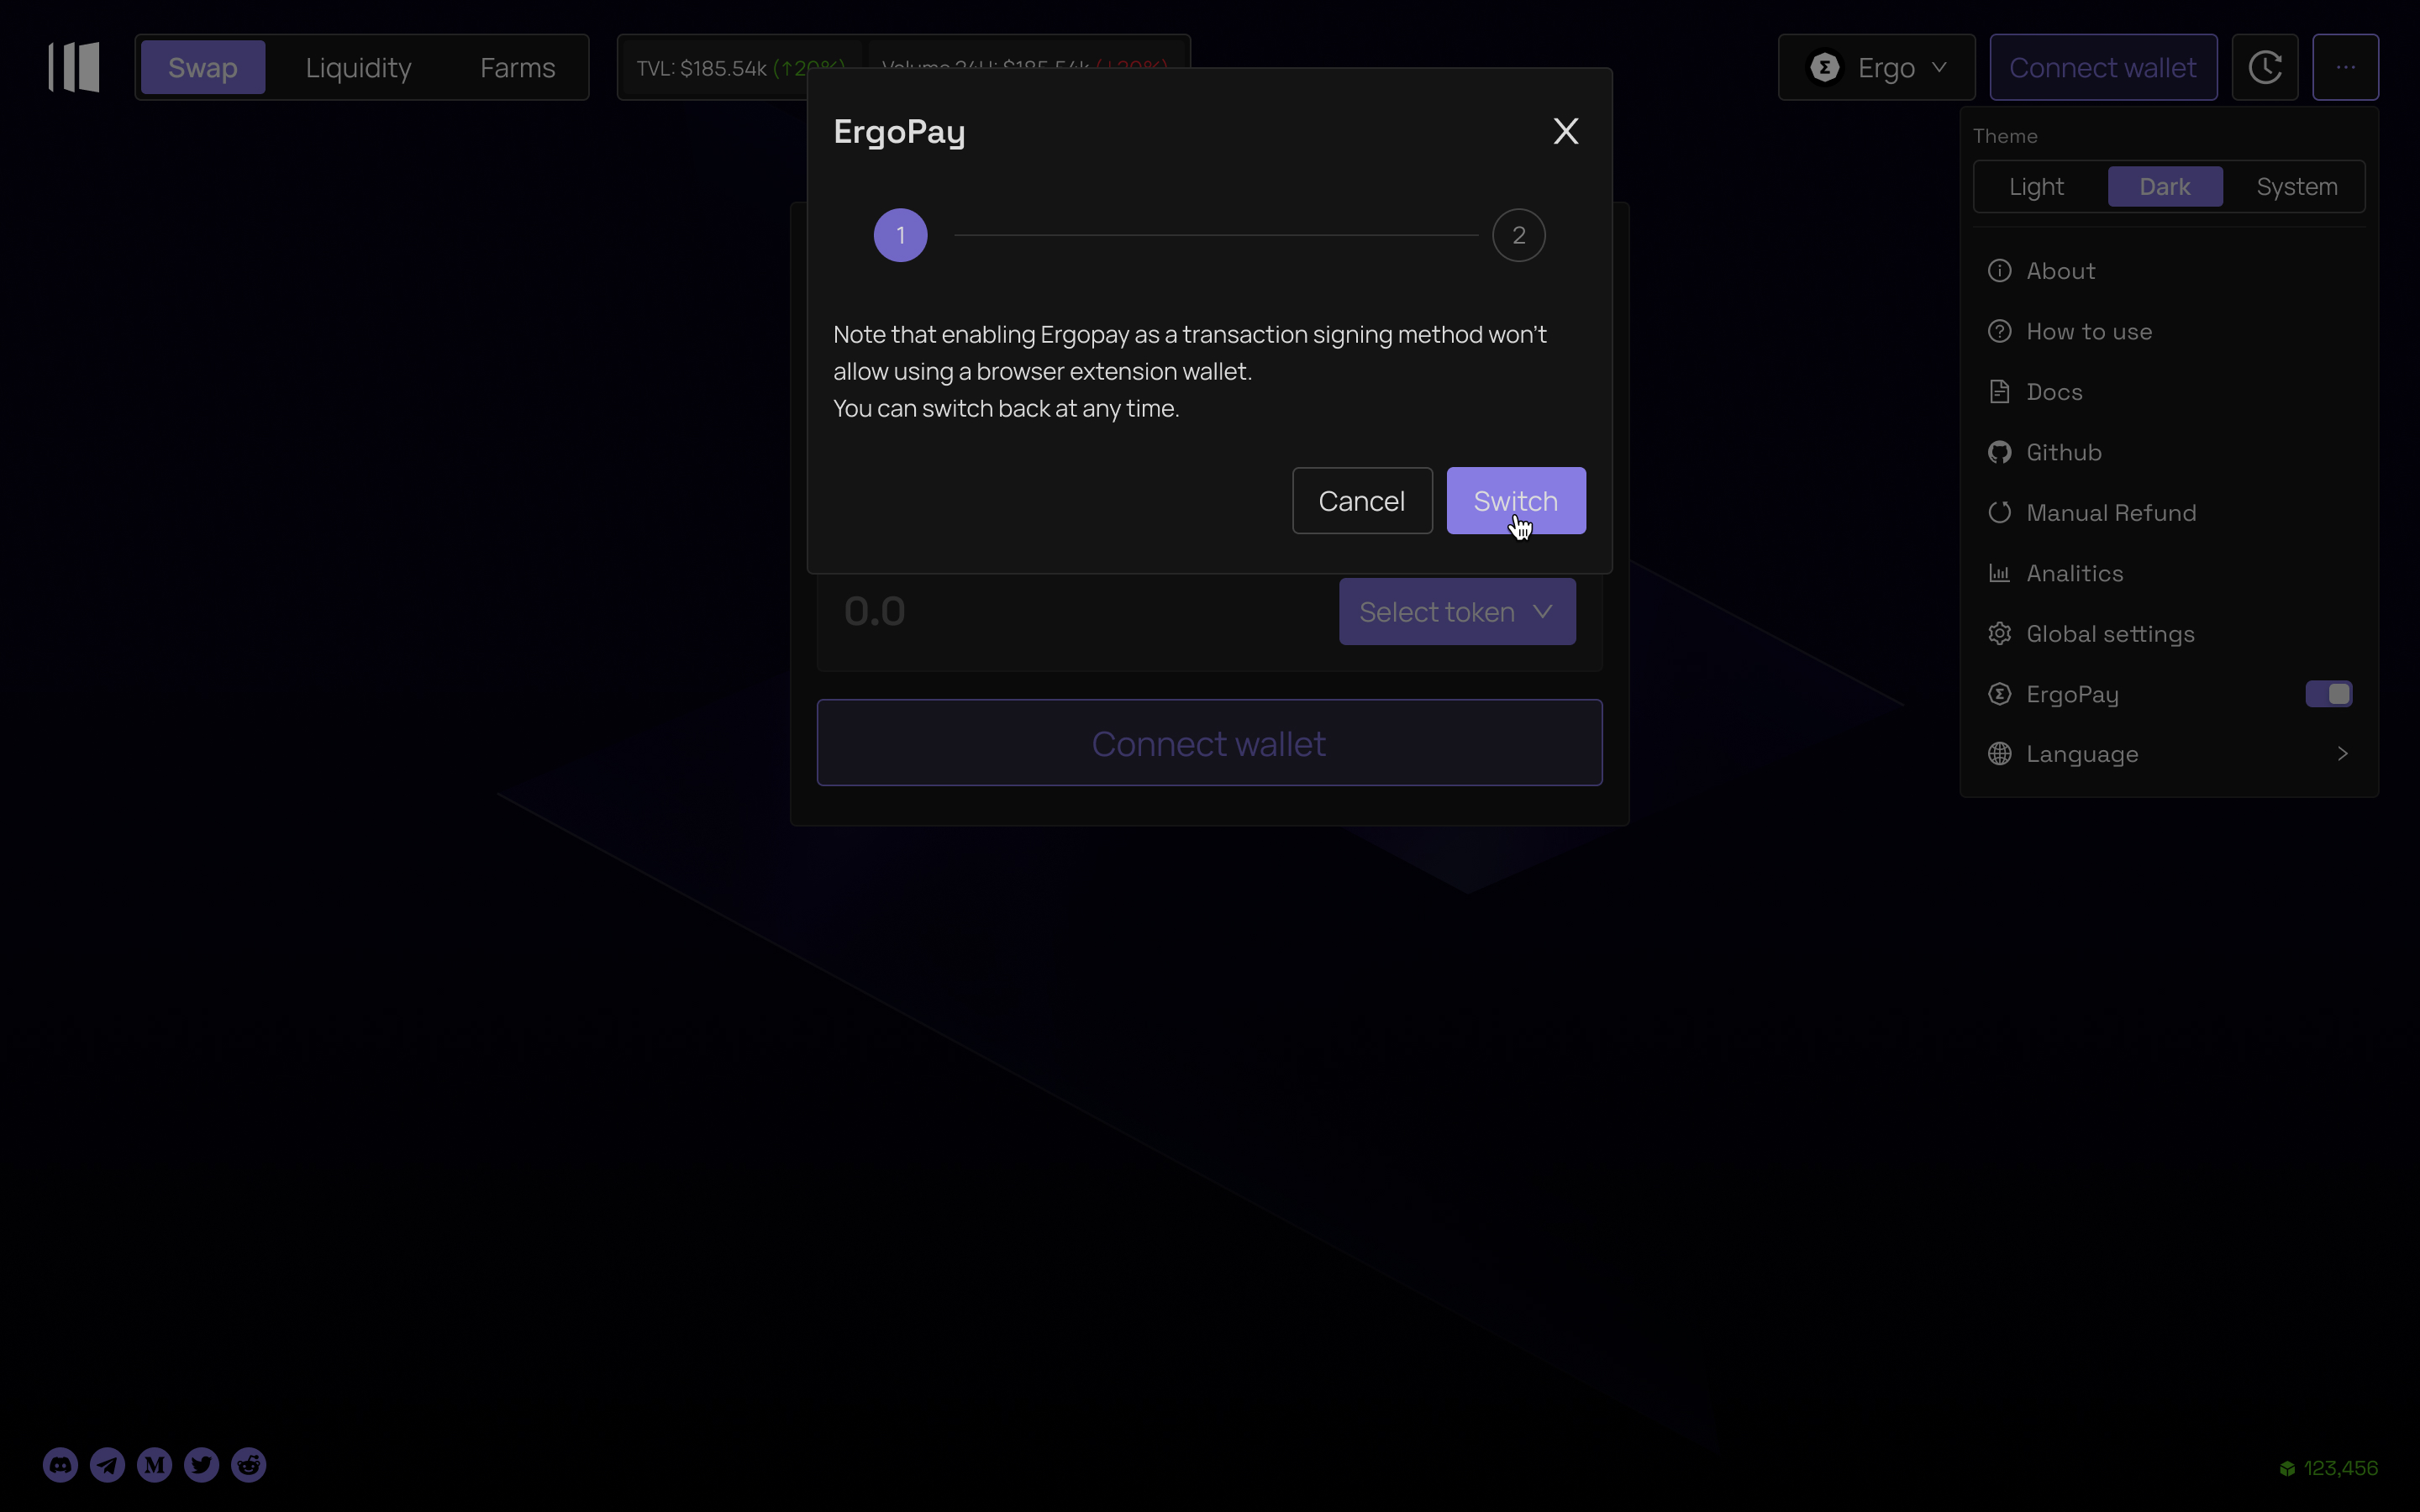 Swap
Liquidity
Farms
TVL: $185.54k (↑20%)
Volume 24H: $185.54k (↓20%)
Ergo
Connect wallet
...
ErgoPay
X
1
2
Note that enabling Ergopay as a transaction signing method won't
allow using a browser extension wallet.
You can switch back at any time.
Cancel
Switch
0.0
Select token
Connect wallet
Theme
Light
Dark
System
About
How to use
Docs
Github
Manual Refund
Analitics
Global settings
ErgoPay
Language
123,456